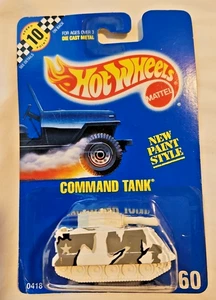 10
FOR AGES OVER 3
DIE CAST METAL
Hot Wheels
MATTEL
NEW
PAINT
STYLE
COMMAND TANK
0418
60